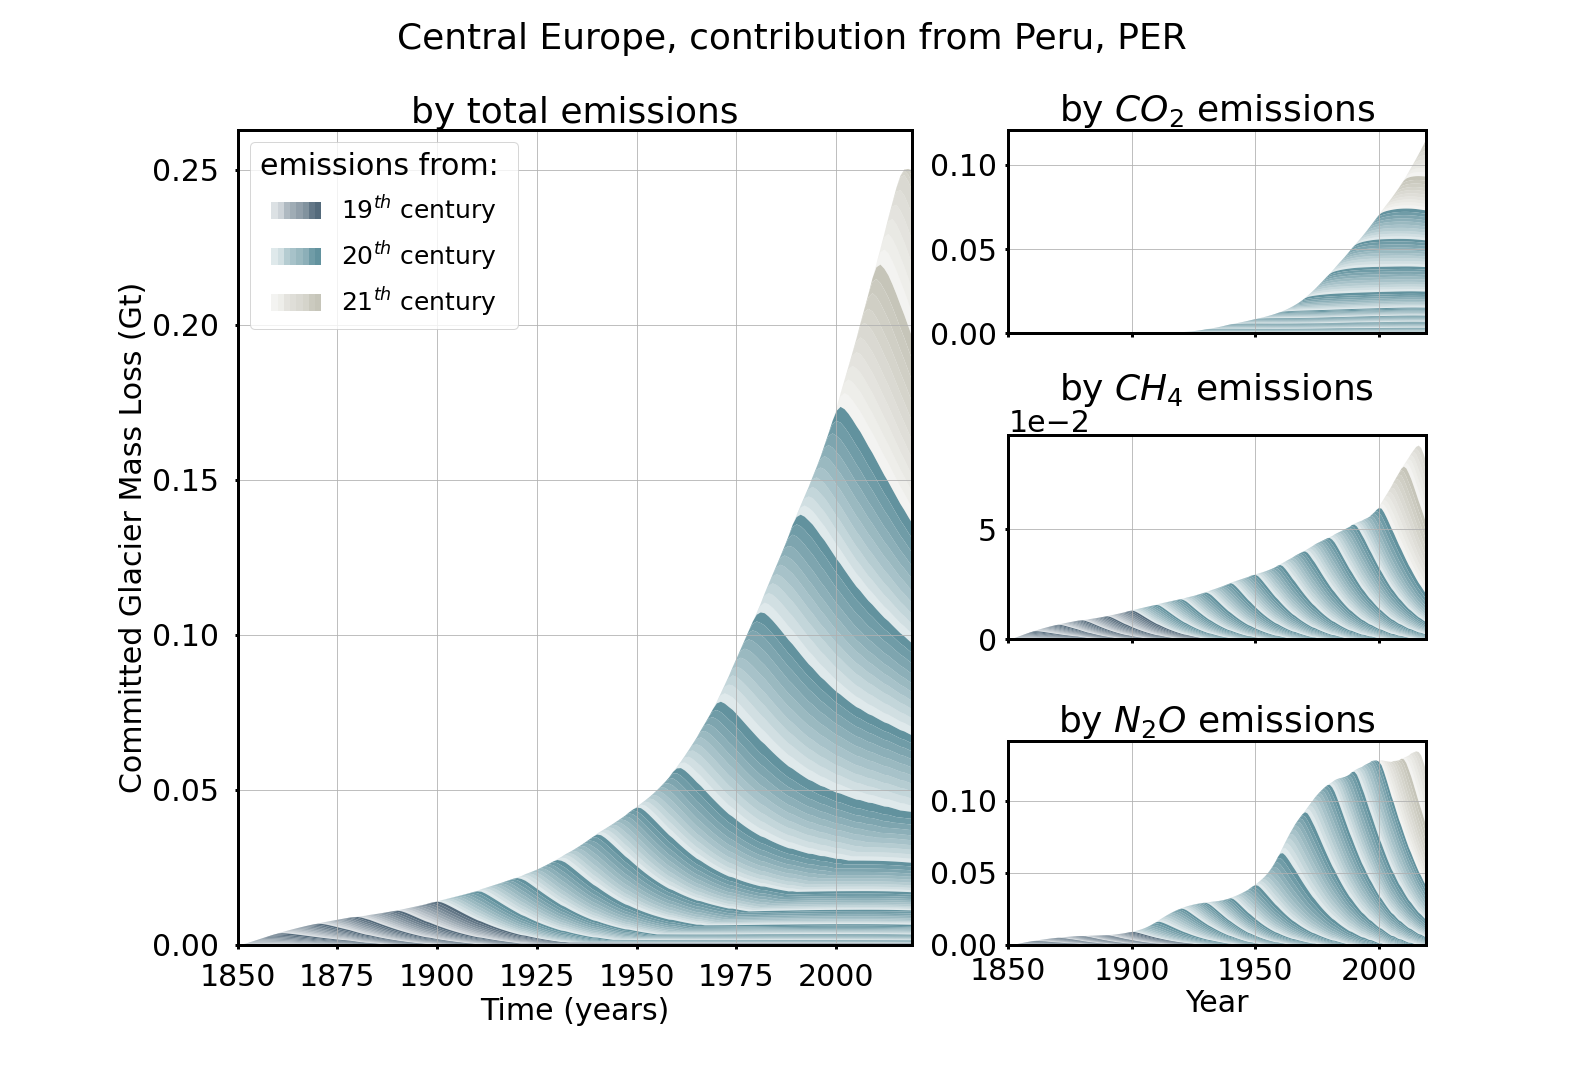 Central Europe, contribution from Peru, PER
by total emissions
emissions from:
19th century
20th century
21th century
Committed Glacier Mass Loss (Gt)
0.25
0.20
0.15
0.10
0.05
0.00
1850 1875 1900 1925 1950 1975 2000
Time (years)
by CO2 emissions
0.10
0.05
0.00
by CH4 emissions
1e−2
5
0
by N2O emissions
0.10
0.05
0.00
1850 1900 1950 2000
Year